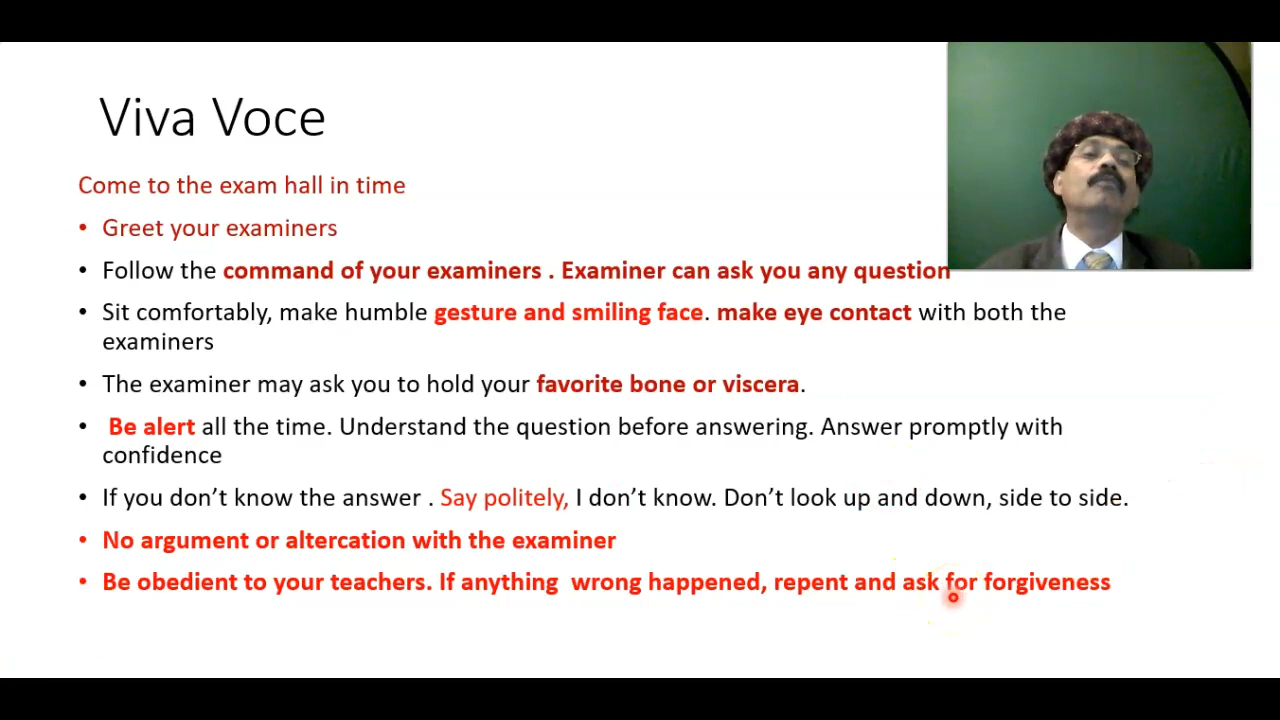 Viva Voce
Come to the exam hall in time
• Greet your examiners
• Follow the command of your examiners . Examiner can ask you any question
• Sit comfortably, make humble gesture and smiling face. make eye contact with both the
examiners
• The examiner may ask you to hold your favorite bone or viscera.
• Be alert all the time. Understand the question before answering. Answer promptly with
confidence
• If you don’t know the answer . Say politely, I don’t know. Don’t look up and down, side to side.
• No argument or altercation with the examiner
• Be obedient to your teachers. If anything  wrong happened, repent and ask for forgiveness